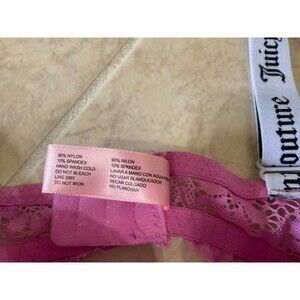 90% NYLON
10% SPANDEX
HAND WASH COLD
DO NOT BLEACH
LINE DRY
DO NOT IRON
90% NILON
10% SPANDEX
LAVAR A MANO CON AGUA
NO USAR BLANQUEADOR
SECAR COLGADO
NO PLANCHAR
Juicy
Couture